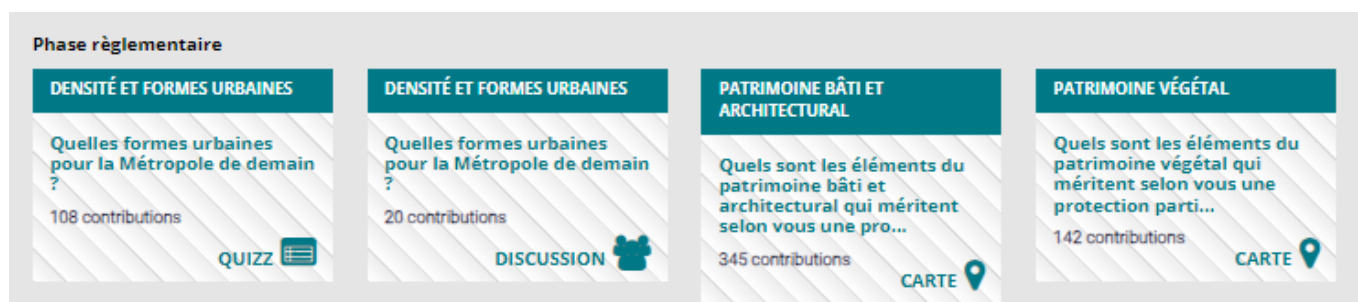 Phase règlementaire
DENSITÉ ET FORMES URBAINES
Quelles formes urbaines
pour la Métropole de demain
?
108 contributions
QUIZZ
DENSITÉ ET FORMES URBAINES
Quelles formes urbaines
pour la Métropole de demain
?
20 contributions
DISCUSSION
PATRIMOINE BÂTI ET
ARCHITECTURAL
Quels sont les éléments du
patrimoine bâti et
architectural qui méritent
selon vous une pro...
345 contributions
CARTE
PATRIMOINE VÉGÉTAL
Quels sont les éléments du
patrimoine végétal qui
méritent selon vous une
protection parti...
142 contributions
CARTE